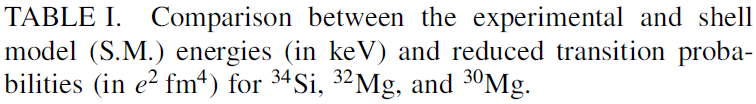 TABLE I. Comparison between the experimental and shell
model (S.M.) energies (in keV) and reduced transition proba-
bilities (in e² fm⁴) for ³⁴Si, ³²Mg, and ³⁰Mg.